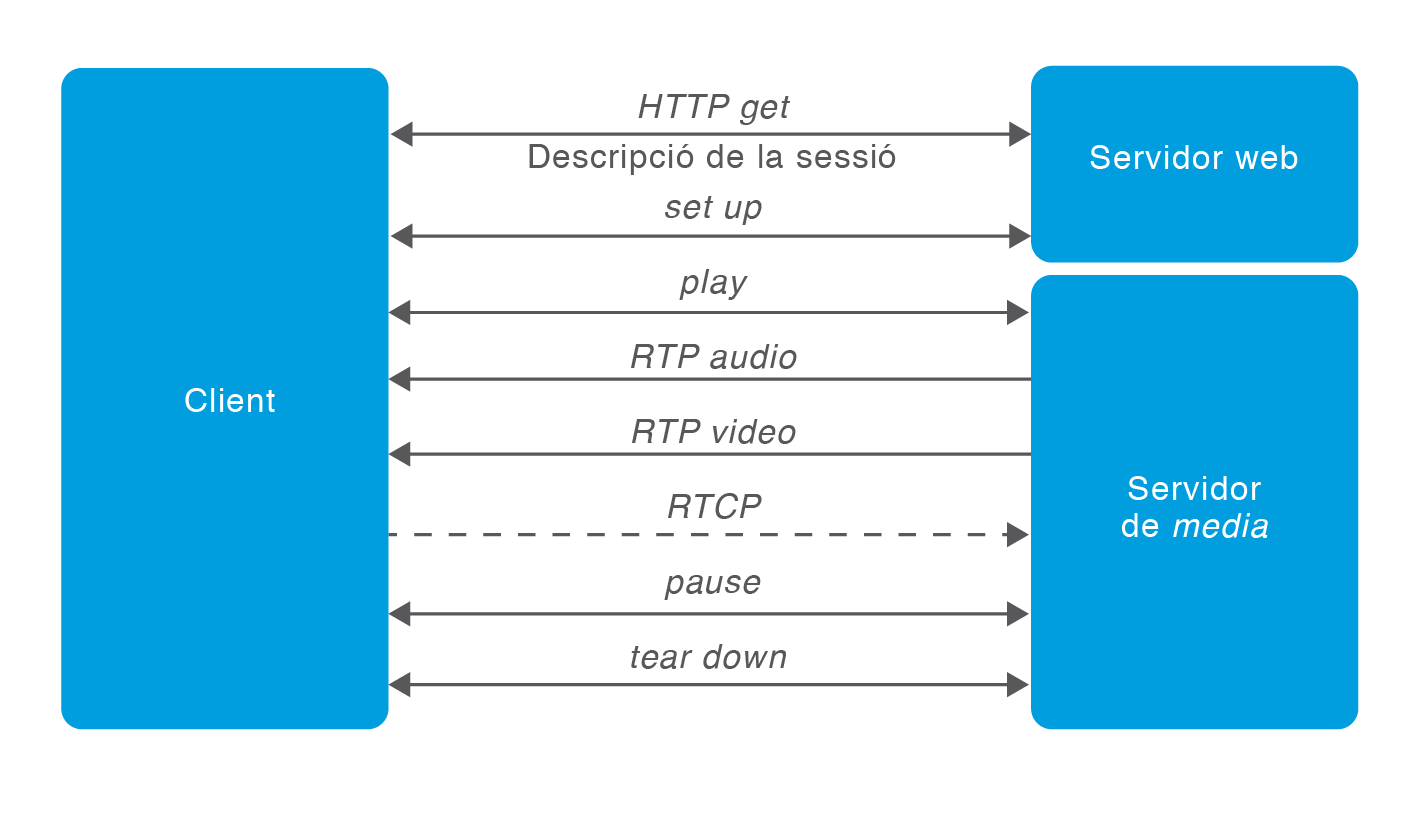 HTTP get
Descripció de la sessió
Servidor web
set up
play
RTP audio
Client
RTP video
Servidor
de media
RTCP
pause
tear down